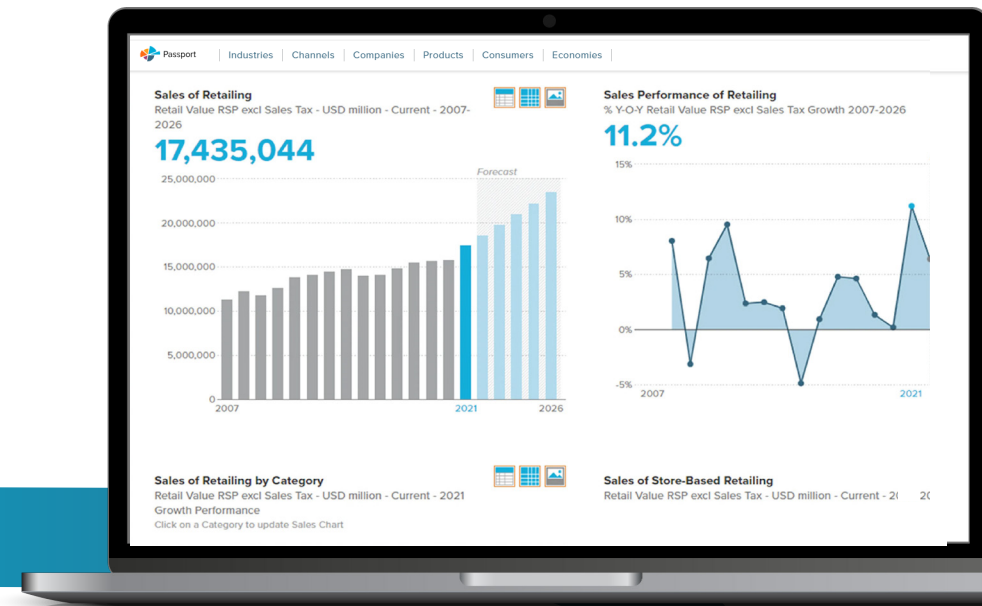 Passport Industries Channels Companies Products Consumers Economies
Sales of Retailing
Retail Value RSP excl Sales Tax - USD million - Current - 2007-
2026
17,435,044
Forecast
25,000,000
20,000,000
15,000,000
10,000,000
5,000,000
0
2007 2021 2026
Sales Performance of Retailing
% Y-O-Y Retail Value RSP excl Sales Tax Growth 2007-2026
11.2%
15%
10%
5%
0%
-5%
2007 2021
Sales of Retailing by Category
Retail Value RSP excl Sales Tax - USD million - Current - 2021
Growth Performance
Click on a Category to update Sales Chart
Sales of Store-Based Retailing
Retail Value RSP excl Sales Tax - USD million - Current -